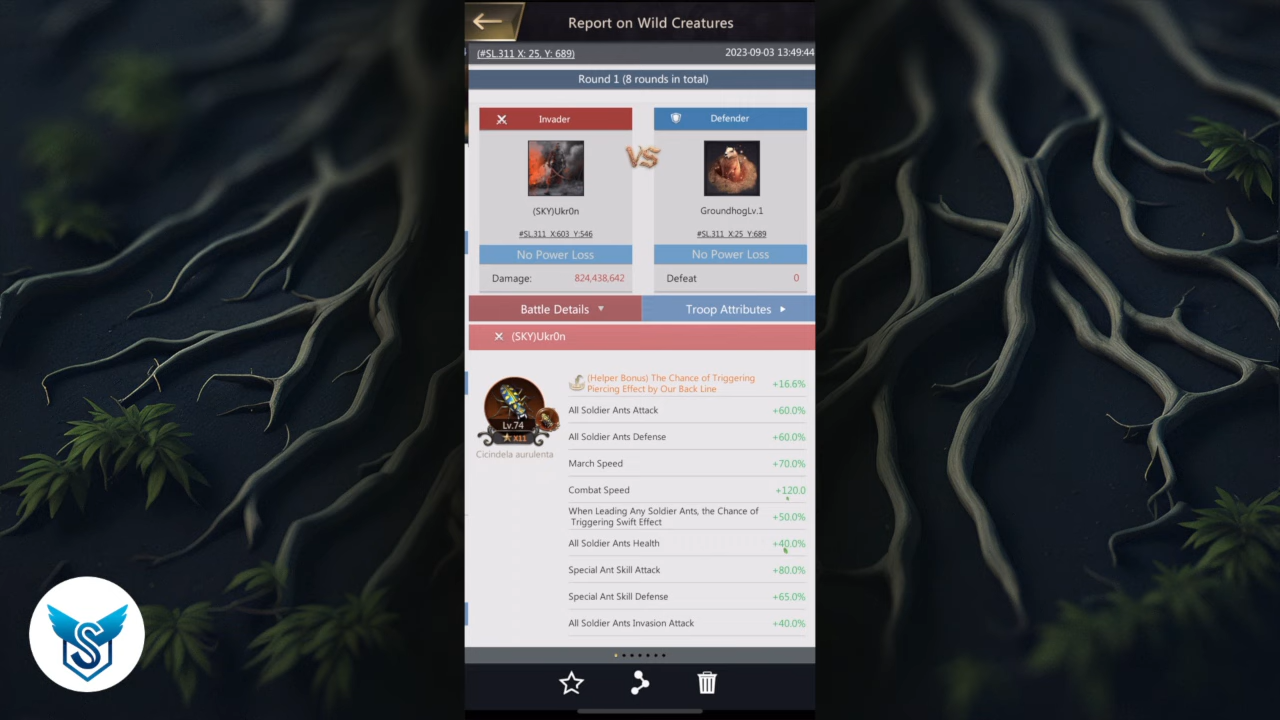 Report on Wild Creatures
(#SL.311 X: 25, Y: 689)
2023-09-03 13:49:44
Round 1 (8 rounds in total)
Invader
Defender
VS
(SKY)Ukr0n
GroundhogLv.1
#SL.311 X:603 Y:546
#SL.311 X:25 Y:689
No Power Loss
No Power Loss
Damage: 824,438,642
Defeat 0
Battle Details
Troop Attributes
(SKY)Ukr0n
(Helper Bonus) The Chance of Triggering
Piercing Effect by Our Back Line
+16.6%
All Soldier Ants Attack +60.0%
All Soldier Ants Defense +60.0%
Lv.74
X11
Cicindela aurulenta
March Speed +70.0%
Combat Speed +120.0
When Leading Any Soldier Ants, the Chance of
Triggering Swift Effect
+50.0%
All Soldier Ants Health +40.0%
Special Ant Skill Attack +80.0%
Special Ant Skill Defense +65.0%
All Soldier Ants Invasion Attack +40.0%
S